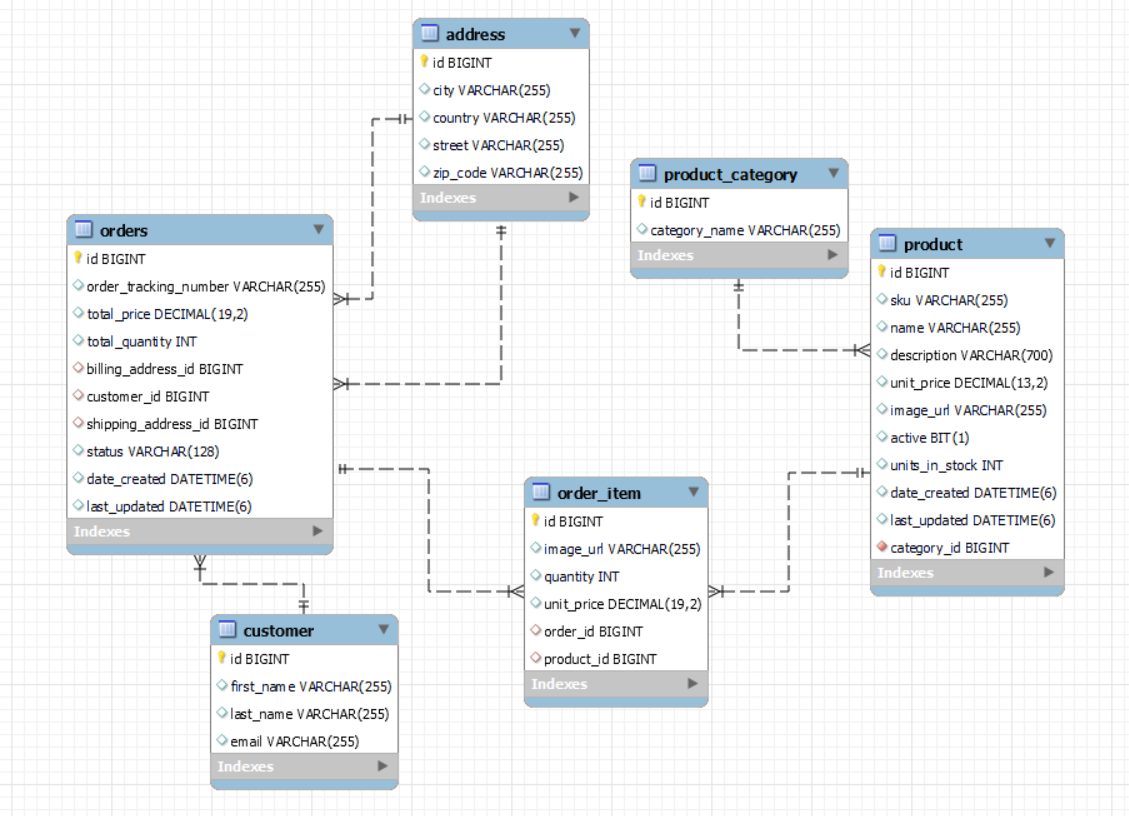 address
id BIGINT
city VARCHAR(255)
country VARCHAR(255)
street VARCHAR(255)
zip_code VARCHAR(255)
Indexes
product_category
id BIGINT
category_name VARCHAR(255)
Indexes
orders
id BIGINT
order_tracking_number VARCHAR(255)
total_price DECIMAL(19,2)
total_quantity INT
billing_address_id BIGINT
customer_id BIGINT
shipping_address_id BIGINT
status VARCHAR(128)
date_created DATETIME(6)
last_updated DATETIME(6)
Indexes
product
id BIGINT
sku VARCHAR(255)
name VARCHAR(255)
description VARCHAR(700)
unit_price DECIMAL(13,2)
image_url VARCHAR(255)
active BIT(1)
units_in_stock INT
date_created DATETIME(6)
last_updated DATETIME(6)
category_id BIGINT
Indexes
order_item
id BIGINT
image_url VARCHAR(255)
quantity INT
unit_price DECIMAL(19,2)
order_id BIGINT
product_id BIGINT
Indexes
customer
id BIGINT
first_name VARCHAR(255)
last_name VARCHAR(255)
email VARCHAR(255)
Indexes